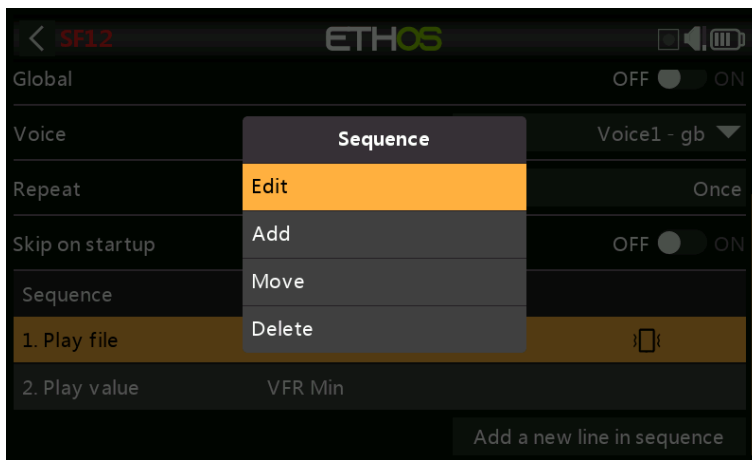 SF12 ETHOS
Global OFF ON
Voice Voice1 - gb
Repeat Once
Skip on startup OFF ON
Sequence
1. Play file
2. Play value VFR Min
Add a new line in sequence
Sequence
Edit
Add
Move
Delete